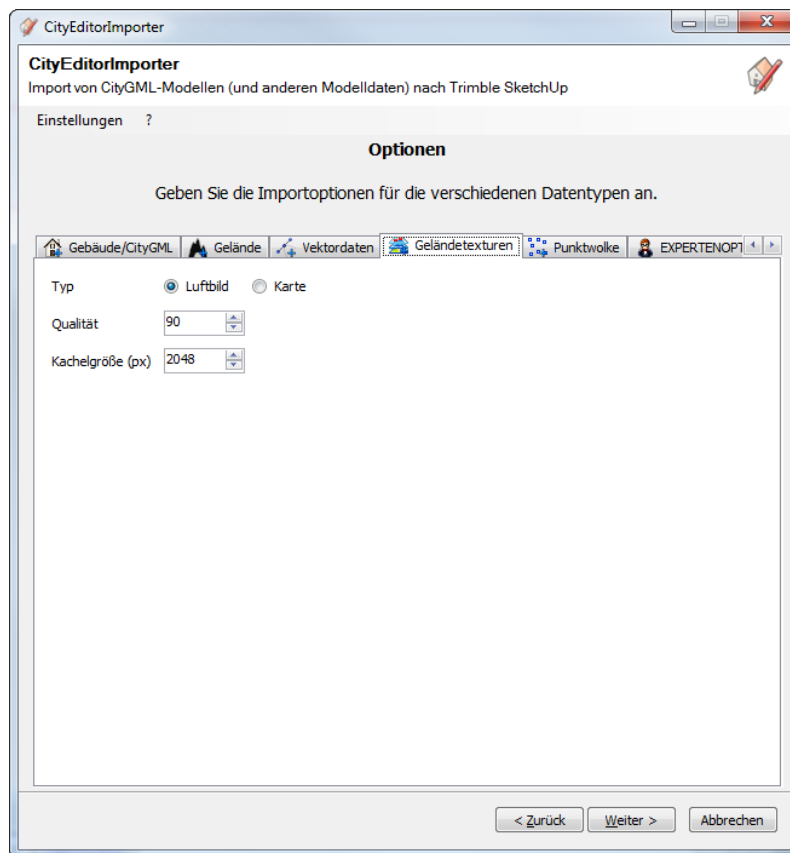 CityEditorImporter
CityEditorImporter
Import von CityGML-Modellen (und anderen Modelldaten) nach Trimble SketchUp
Einstellungen ?
Optionen
Geben Sie die Importoptionen für die verschiedenen Datentypen an.
Gebäude/CityGML Gelände Vektordaten Geländetexturen Punktwolke EXPERTENOPT
Typ Luftbild Karte
Qualität 90
Kachelgröße (px) 2048
< Zurück Weiter > Abbrechen